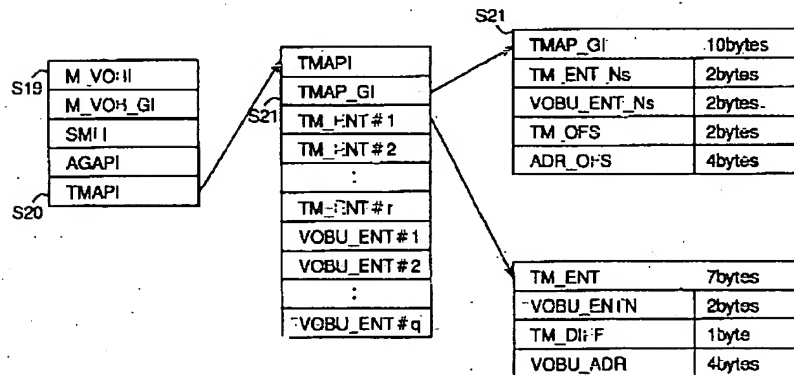 S19
M_VOBI
M_VOB_GI
SMLI
AGAPI
TMAPI
S20
TMAPI
TMAP_GI
S21
TM_ENT#1
TM_ENT#2
:
TM_ENT#r
VOBU_ENT#1
VOBU_ENT#2
:
VOBU_ENT#q
S21
TMAP_GI 10bytes
TM_ENT_Ns 2bytes
VOBU_ENT_Ns 2bytes
TM_OFS 2bytes
ADR_OFS 4bytes
TM_ENT 7bytes
VOBU_ENTN 2bytes
TM_DIFF 1byte
VOBU_ADR 4bytes